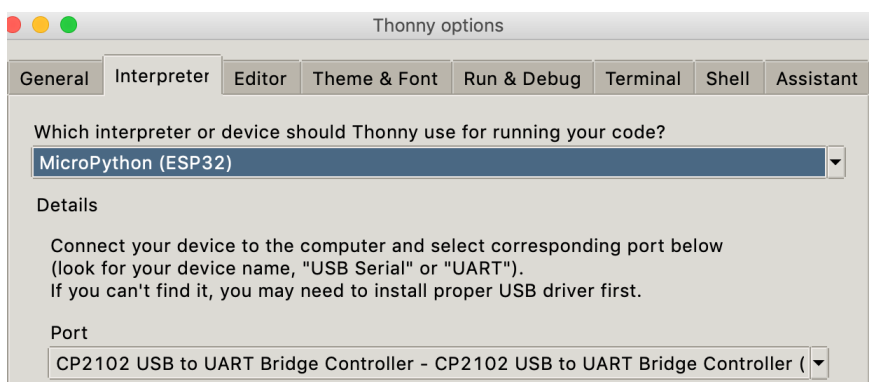 Thonny options
General Interpreter Editor Theme & Font Run & Debug Terminal Shell Assistant
Which interpreter or device should Thonny use for running your code?
MicroPython (ESP32)
Details
Connect your device to the computer and select corresponding port below
(look for your device name, "USB Serial" or "UART").
If you can't find it, you may need to install proper USB driver first.
Port
CP2102 USB to UART Bridge Controller - CP2102 USB to UART Bridge Controller (